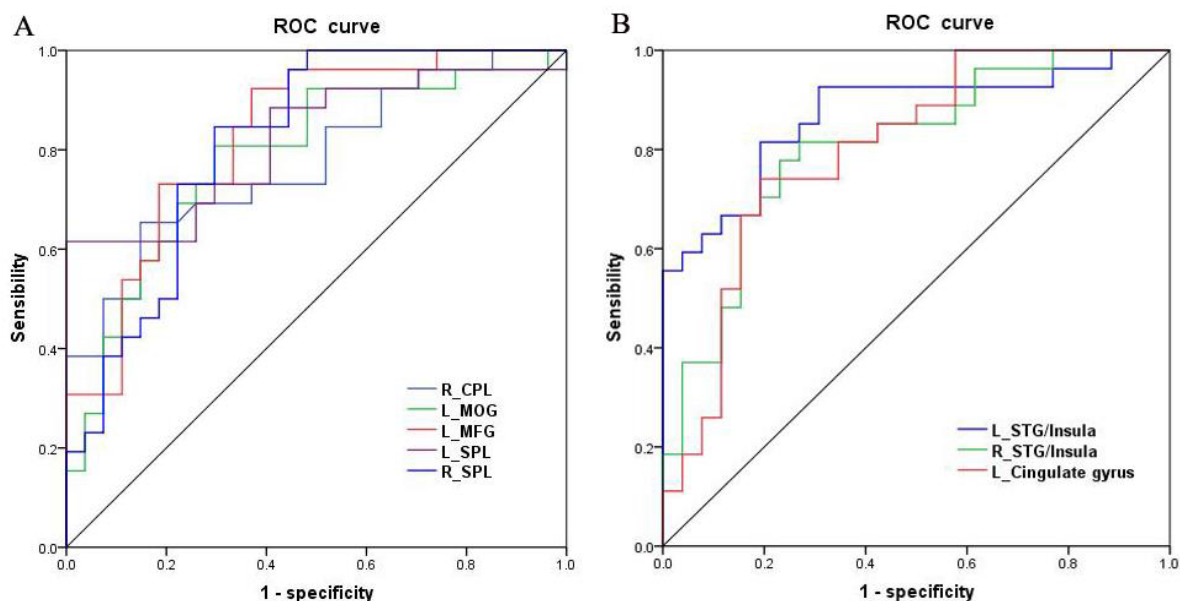 A
ROC curve
1.0
0.8
0.6
0.4
0.2
0.0
Sensibility
R_CPL
L_MOG
L_MFG
L_SPL
R_SPL
0.0 0.2 0.4 0.6 0.8 1.0
1 - specificity
B
ROC curve
1.0
0.8
0.6
0.4
0.2
0.0
Sensibility
L_STG/Insula
R_STG/Insula
L_Cingulate gyrus
0.0 0.2 0.4 0.6 0.8 1.0
1 - specificity